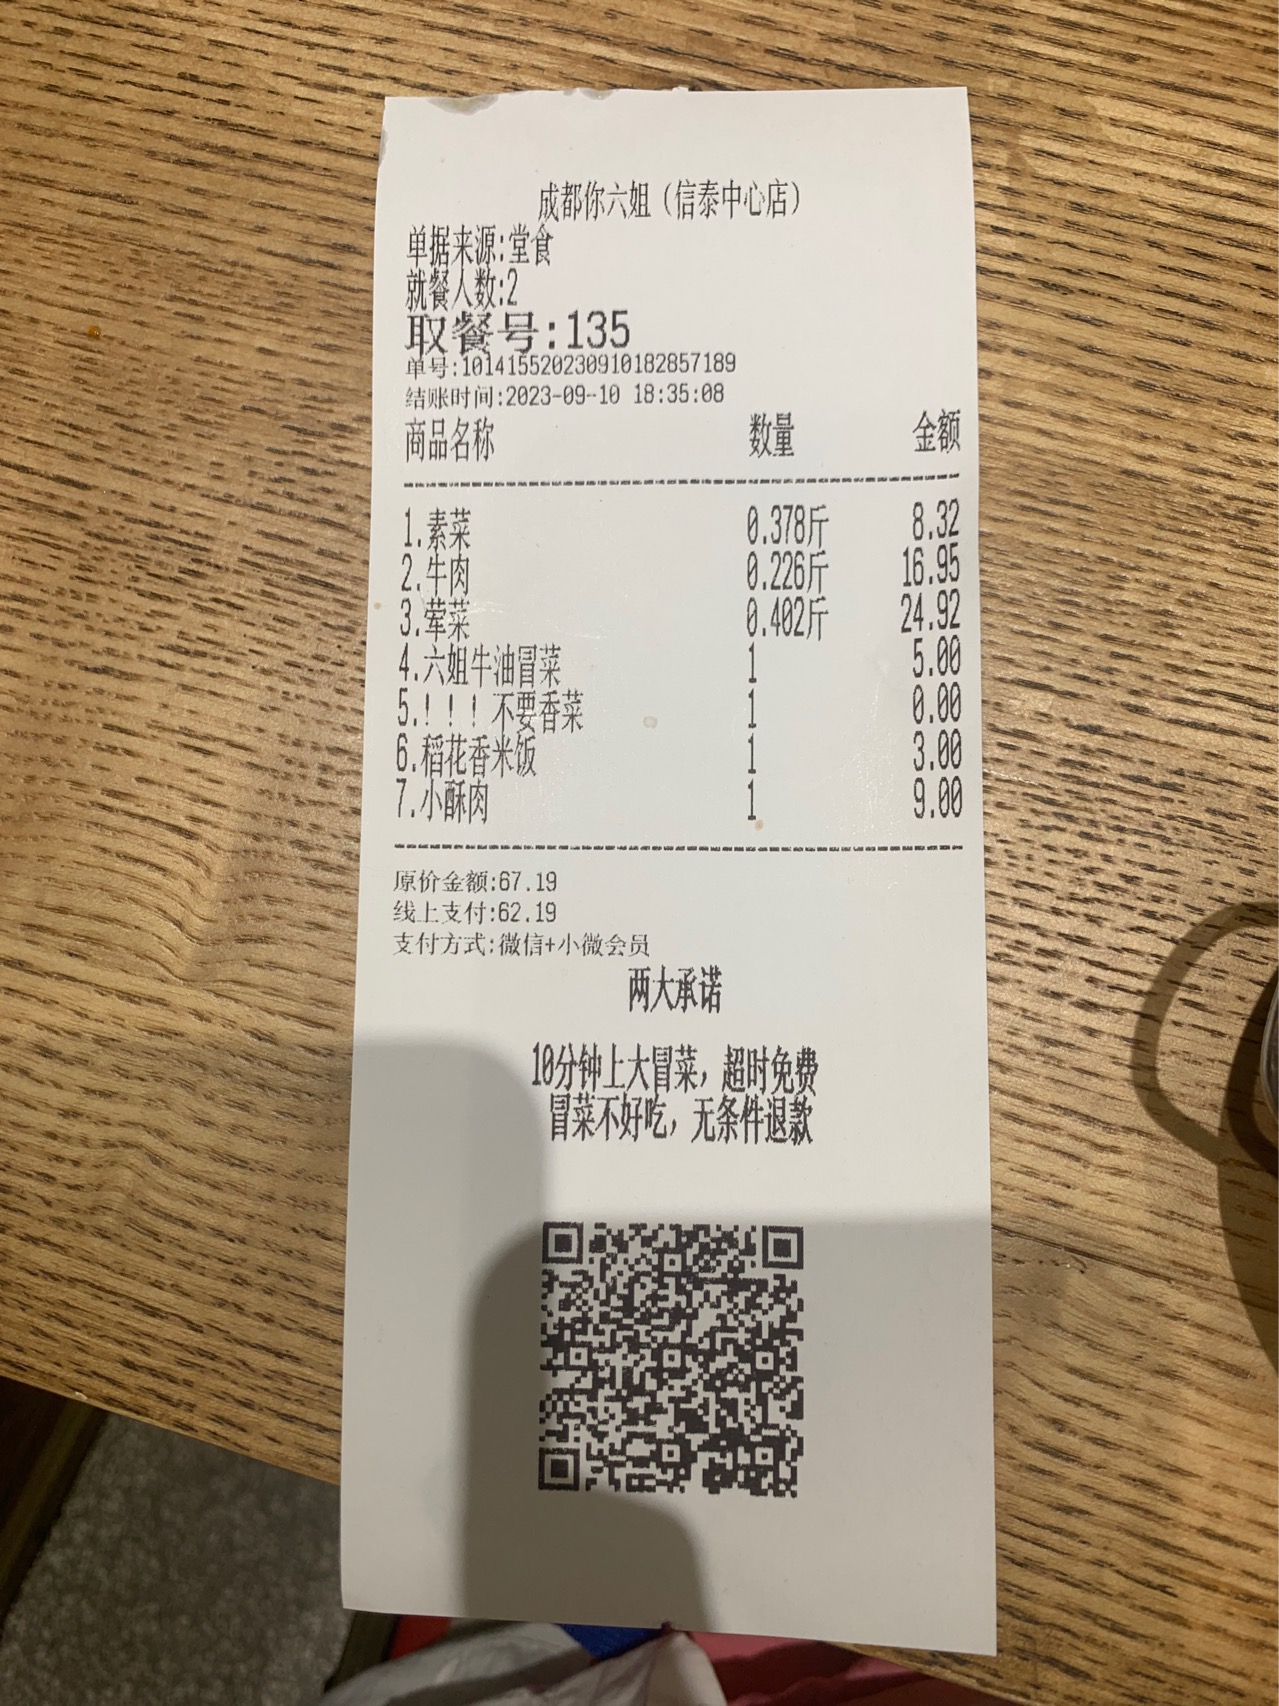 成都你六姐（信泰中心店）
单据来源:堂食
就餐人数:2
取餐号:135
单号:10141552023091018285​7189
结账时间:2023-09-10 18:35:08
商品名称 数量 金额
1.素菜 0.378斤 8.32
2.牛肉 0.226斤 16.95
3.荤菜 0.402斤 24.92
4.六姐牛油冒菜 1 5.00
5.！！！不要香菜 1 0.00
6.稻花香米饭 1 3.00
7.小酥肉 1 9.00
原价金额:67.19
线上支付:62.19
支付方式:微信+小微会员
两大承诺
10分钟上大冒菜，超时免费
冒菜不好吃，无条件退款